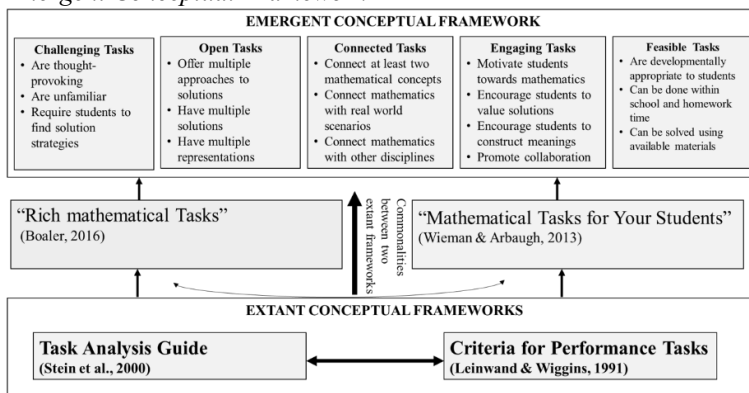 EMERGENT CONCEPTUAL FRAMEWORK
Challenging Tasks
• Are thought-
provoking
• Are unfamiliar
• Require students to
find solution
strategies
Open Tasks
• Offer multiple
approaches to
solutions
• Have multiple
solutions
• Have multiple
representations
Connected Tasks
• Connect at least two
mathematical concepts
• Connect mathematics
with real world
scenarios
• Connect mathematics
with other disciplines
Engaging Tasks
• Motivate students
towards mathematics
• Encourage students to
value solutions
• Encourage students to
construct meanings
• Promote collaboration
Feasible Tasks
• Are developmentally
appropriate to students
• Can be done within
school and homework
time
• Can be solved using
available materials
“Rich mathematical Tasks”
(Boaler, 2016)
Commonalities
between two
extant frameworks
“Mathematical Tasks for Your Students”
(Wieman & Arbaugh, 2013)
EXTANT CONCEPTUAL FRAMEWORKS
Task Analysis Guide
(Stein et al., 2000)
Criteria for Performance Tasks
(Leinwand & Wiggins, 1991)